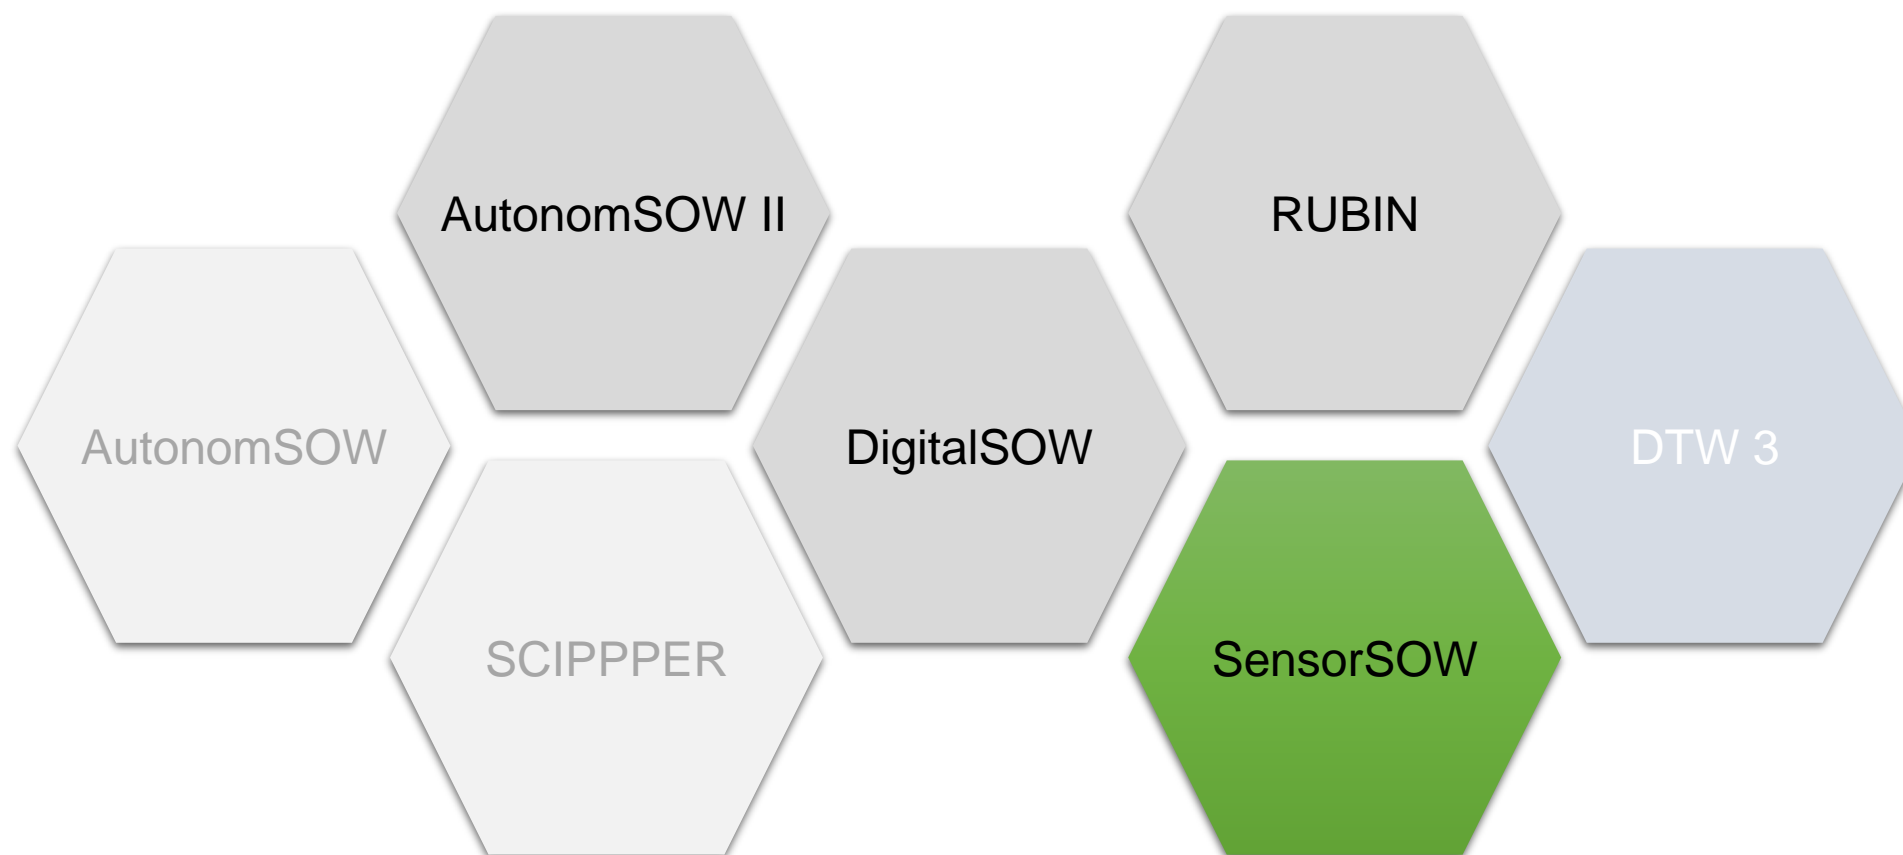 AutonomSOW II
RUBIN
AutonomSOW
DigitalSOW
DTW 3
SCIPPPER
SensorSOW